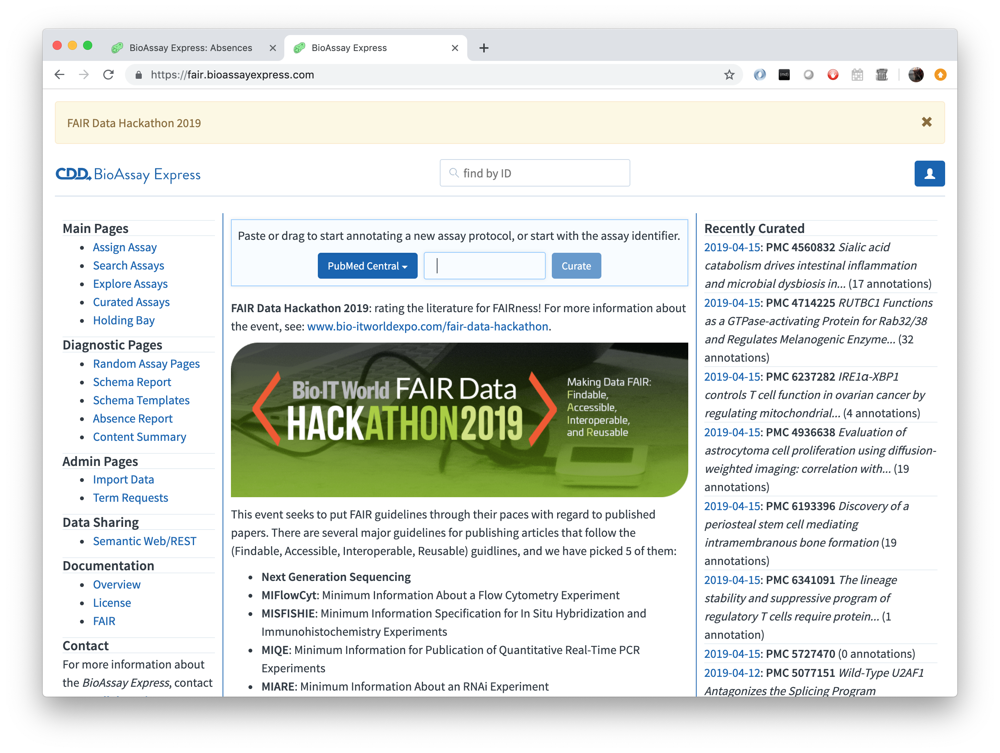 BioAssay Express: Absences
BioAssay Express
https://fair.bioassayexpress.com
(md)
FAIR Data Hackathon 2019
CDD BioAssay Express
find by ID
Main Pages
Assign Assay
Search Assays
Explore Assays
Curated Assays
Holding Bay
Diagnostic Pages
Random Assay Pages
Schema Report
Schema Templates
Absence Report
Content Summary
Admin Pages
Import Data
Term Requests
Data Sharing
Semantic Web/REST
Documentation
Overview
License
FAIR
Contact
For more information about
the BioAssay Express, contact
Paste or drag to start annotating a new assay protocol, or start with the assay identifier.
PubMed Central
Curate
FAIR Data Hackathon 2019: rating the literature for FAIRness! For more information about
the event, see: www.bio-itworldexpo.com/fair-data-hackathon.
Bio·IT World FAIR Data
HACKATHON2019
Making Data FAIR:
Findable,
Accessible,
Interoperable,
and Reusable
This event seeks to put FAIR guidelines through their paces with regard to published
papers. There are several major guidelines for publishing articles that follow the
(Findable, Accessible, Interoperable, Reusable) guidlines, and we have picked 5 of them:
Next Generation Sequencing
MIFlowCyt: Minimum Information About a Flow Cytometry Experiment
MISFISHIE: Minimum Information Specification for In Situ Hybridization and
Immunohistochemistry Experiments
MIQE: Minimum Information for Publication of Quantitative Real-Time PCR
Experiments
MIARE: Minimum Information About an RNAi Experiment
Recently Curated
2019-04-15: PMC 4560832 Sialic acid
catabolism drives intestinal inflammation
and microbial dysbiosis in... (17 annotations)
2019-04-15: PMC 4714225 RUTBC1 Functions
as a GTPase-activating Protein for Rab32/38
and Regulates Melanogenic Enzyme... (32
annotations)
2019-04-15: PMC 6237282 IRE1α-XBP1
controls T cell function in ovarian cancer by
regulating mitochondrial... (4 annotations)
2019-04-15: PMC 4936638 Evaluation of
astrocytoma cell proliferation using diffusion-
weighted imaging: correlation with... (19
annotations)
2019-04-15: PMC 6193396 Discovery of a
periosteal stem cell mediating
intramembranous bone formation (19
annotations)
2019-04-15: PMC 6341091 The lineage
stability and suppressive program of
regulatory T cells require protein... (1
annotation)
2019-04-15: PMC 5727470 (0 annotations)
2019-04-12: PMC 5077151 Wild-Type U2AF1
Antagonizes the Splicing Program